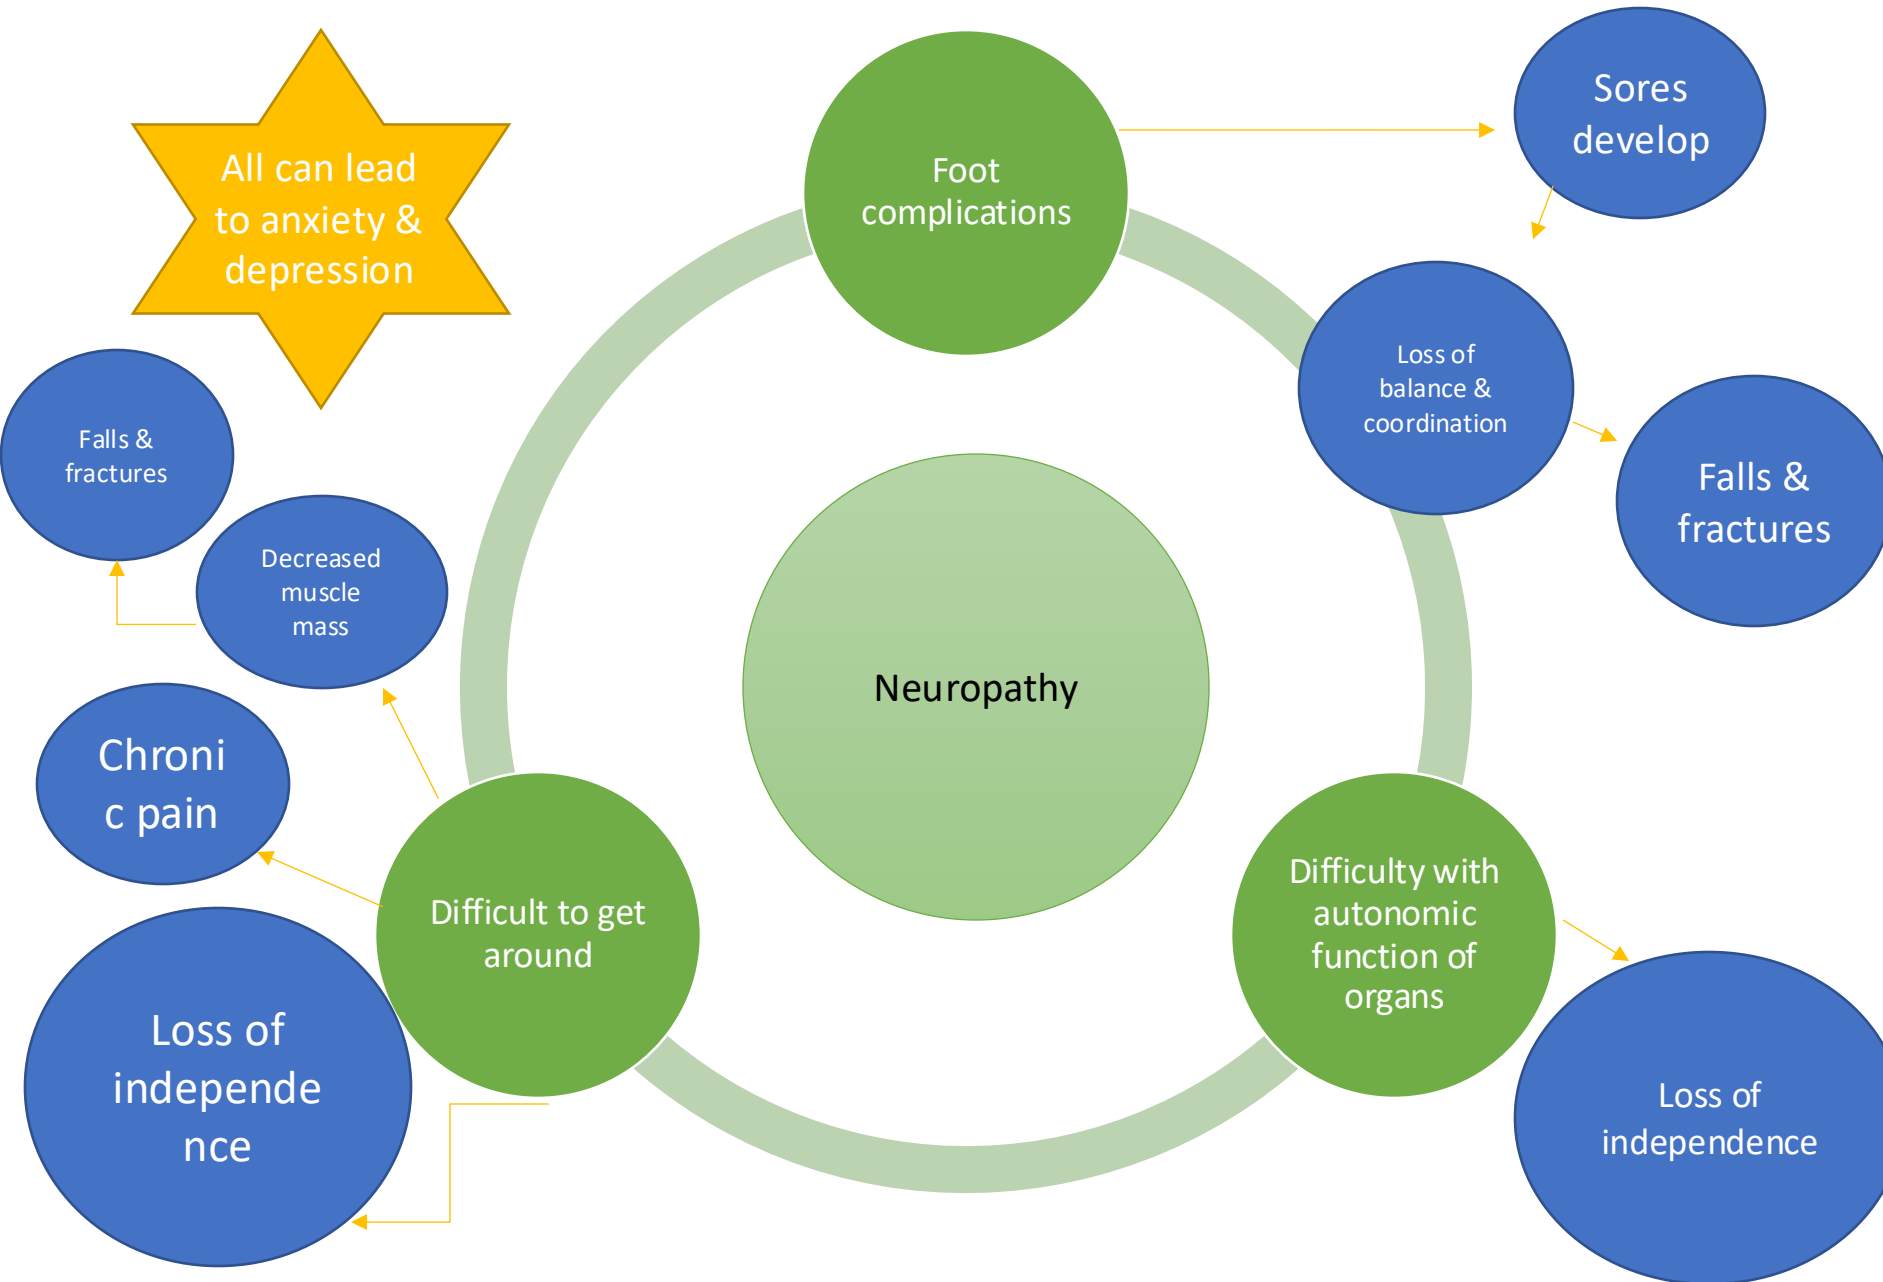 All can lead
to anxiety &
depression
Foot
complications
Sores
develop
Loss of
balance &
coordination
Falls &
fractures
Falls &
fractures
Decreased
muscle
mass
Chroni
c pain
Neuropathy
Difficult to get
around
Difficulty with
autonomic
function of
organs
Loss of
independe
nce
Loss of
independence